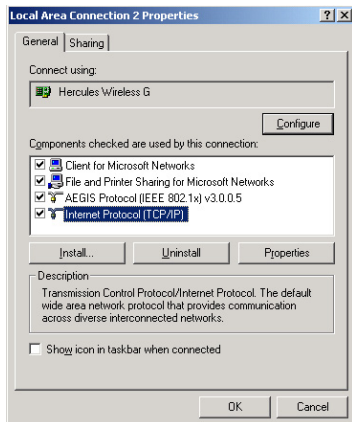 Local Area Connection 2 Properties
General Sharing
Connect using:
Hercules Wireless G
Configure
Components checked are used by this connection:
Client for Microsoft Networks
File and Printer Sharing for Microsoft Networks
AEGIS Protocol (IEEE 802.1x) v3.0.0.5
Internet Protocol (TCP/IP)
Install... Uninstall Properties
Description
Transmission Control Protocol/Internet Protocol. The default
wide area network protocol that provides communication
across diverse interconnected networks.
Show icon in taskbar when connected
OK Cancel